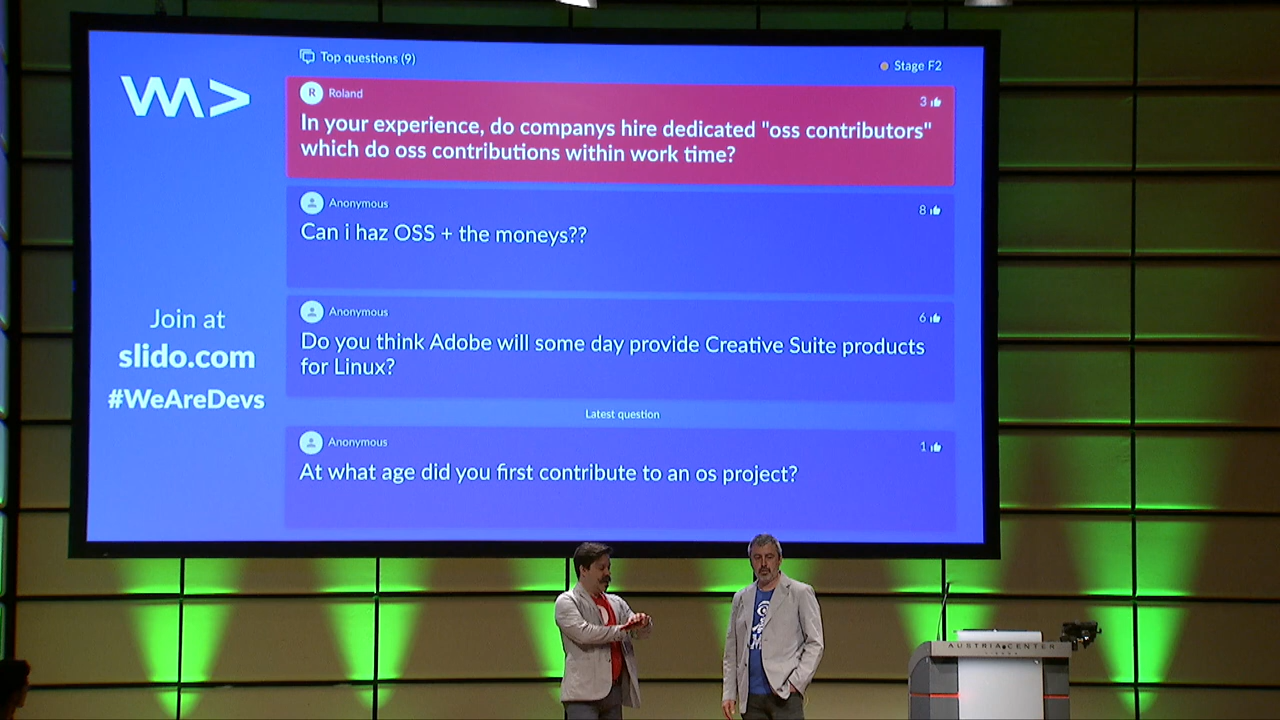 Top questions (9)
Stage F2
WA>
R Roland
3
In your experience, do companys hire dedicated "oss contributors"
which do oss contributions within work time?
Anonymous
8
Can i haz OSS + the moneys??
Anonymous
6
Do you think Adobe will some day provide Creative Suite products
for Linux?
Join at
slido.com
#WeAreDevs
Latest question
Anonymous
1
At what age did you first contribute to an os project?
AUSTRIA CENTER